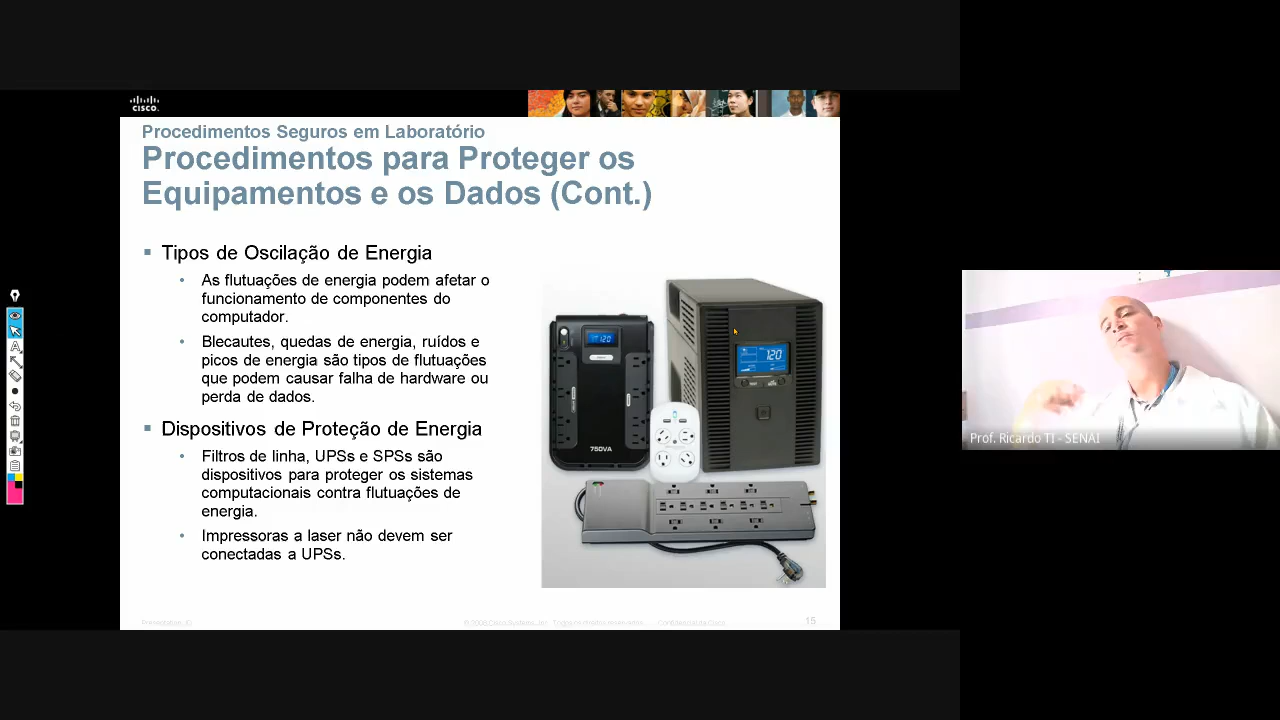 CISCO.
Procedimentos Seguros em Laboratório
Procedimentos para Proteger os
Equipamentos e os Dados (Cont.)
Tipos de Oscilação de Energia
As flutuações de energia podem afetar o
funcionamento de componentes do
computador.
Blecautes, quedas de energia, ruídos e
picos de energia são tipos de flutuações
que podem causar falha de hardware ou
perda de dados.
Dispositivos de Proteção de Energia
Filtros de linha, UPSs e SPSs são
dispositivos para proteger os sistemas
computacionais contra flutuações de
energia.
Impressoras a laser não devem ser
conectadas a UPSs.
120
120
750VA
Prof. Ricardo TI - SENAI
15